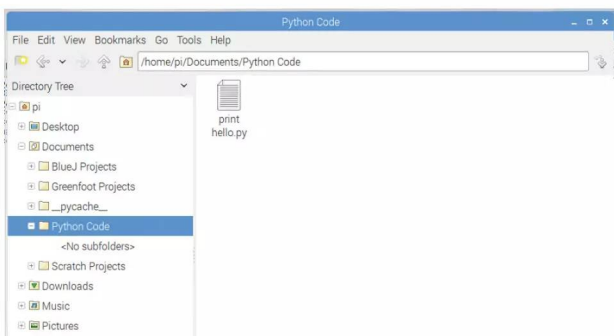 Python Code
File Edit View Bookmarks Go Tools Help
/home/pi/Documents/Python Code
Directory Tree
pi
Desktop
Documents
BlueJ Projects
Greenfoot Projects
__pycache__
Python Code
<No subfolders>
Scratch Projects
Downloads
Music
Pictures
print
hello.py